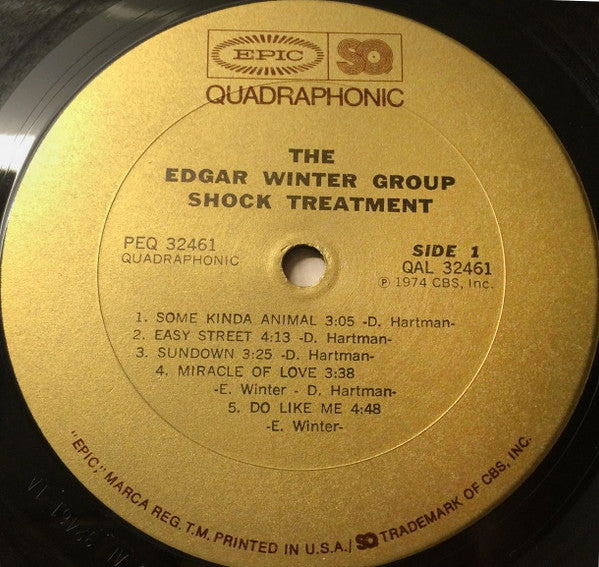 EPIC SQ
QUADRAPHONIC
THE
EDGAR WINTER GROUP
SHOCK TREATMENT
PEQ 32461
QUADRAPHONIC
SIDE 1
QAL 32461
Ⓟ 1974 CBS, Inc.
1. SOME KINDA ANIMAL 3:05 -D. Hartman-
2. EASY STREET 4:13 -D. Hartman-
3. SUNDOWN 3:25 -D. Hartman-
4. MIRACLE OF LOVE 3:38
-E. Winter - D. Hartman-
5. DO LIKE ME 4:48
-E. Winter-
"EPIC," MARCA REG. T.M. PRINTED IN U.S.A./ SQ TRADEMARK OF CBS, INC.